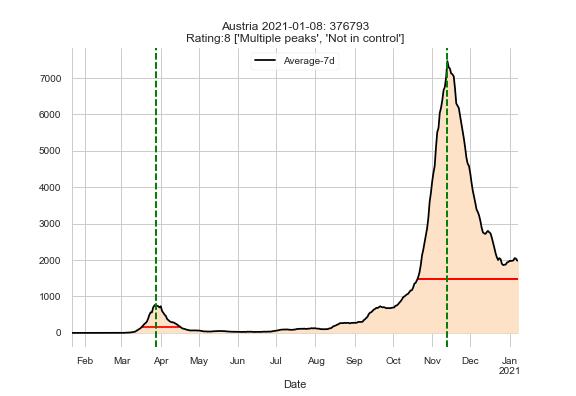 Austria 2021-01-08: 376793
Rating:8 ['Multiple peaks', 'Not in control']
Average-7d
7000
6000
5000
4000
3000
2000
1000
0
Feb Mar Apr May Jun Jul Aug Sep Oct Nov Dec Jan
2021
Date